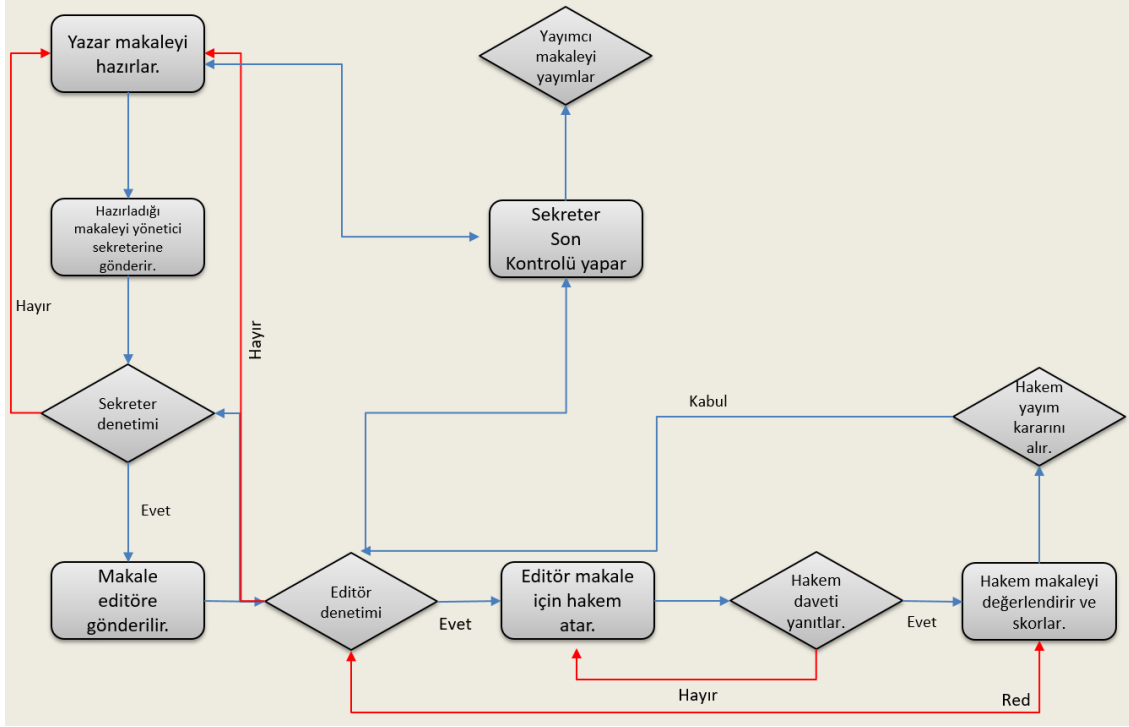 Yazar makaleyi
hazırlar.
Yayımcı
makaleyi
yayımlar
Hazırladığı
makaleyi yönetici
sekreterine
gönderir.
Sekreter
Son
Kontrolü yapar
Hayır
Hayır
Sekreter
denetimi
Kabul
Hakem
yayım
kararını
alır.
Evet
Makale
editöre
gönderilir.
Editör
denetimi
Evet
Editör makale
için hakem
atar.
Hakem
daveti
yanıtlar.
Evet
Hakem makaleyi
değerlendirir ve
skorlar.
Hayır
Red